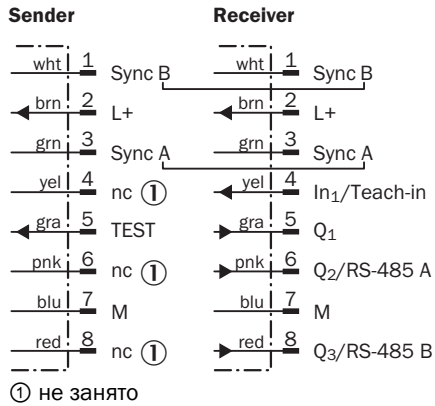 Sender Receiver
wht 1 Sync B wht 1 Sync B
brn 2 L+ brn 2 L+
grn 3 Sync A grn 3 Sync A
yel 4 nc ① yel 4 In1/Teach-in
gra 5 TEST gra 5 Q1
pnk 6 nc ① pnk 6 Q2/RS-485 A
blu 7 M blu 7 M
red 8 nc ① red 8 Q3/RS-485 B
① не занято